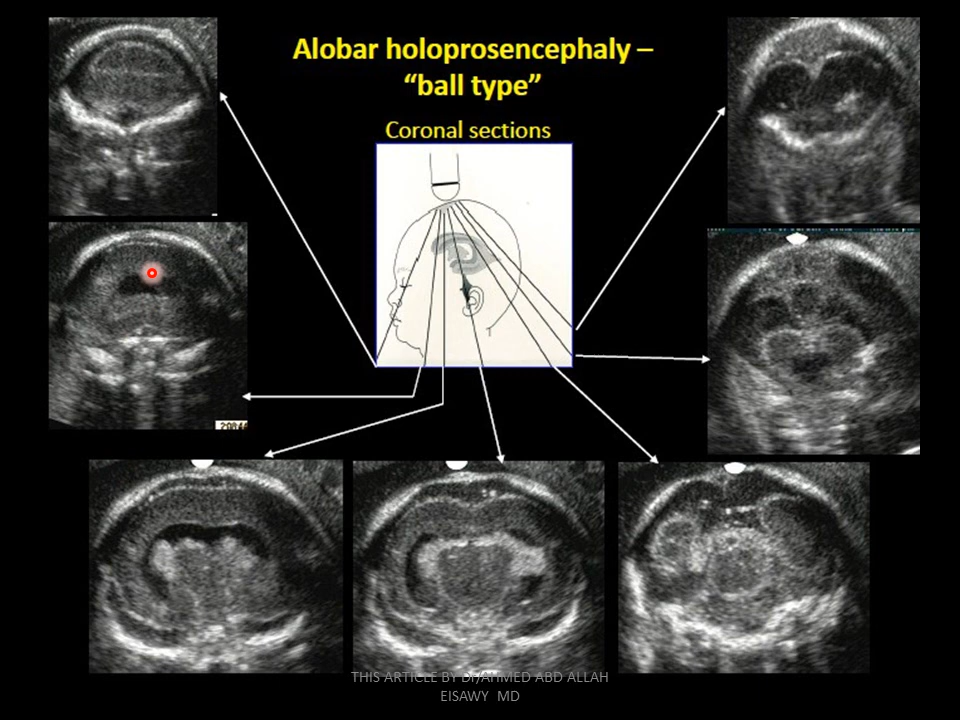 Alobar holoprosencephaly –
“ball type”
Coronal sections
THIS ARTICLE BY Dr/AHMED ABD ALLAH
EISAWY MD